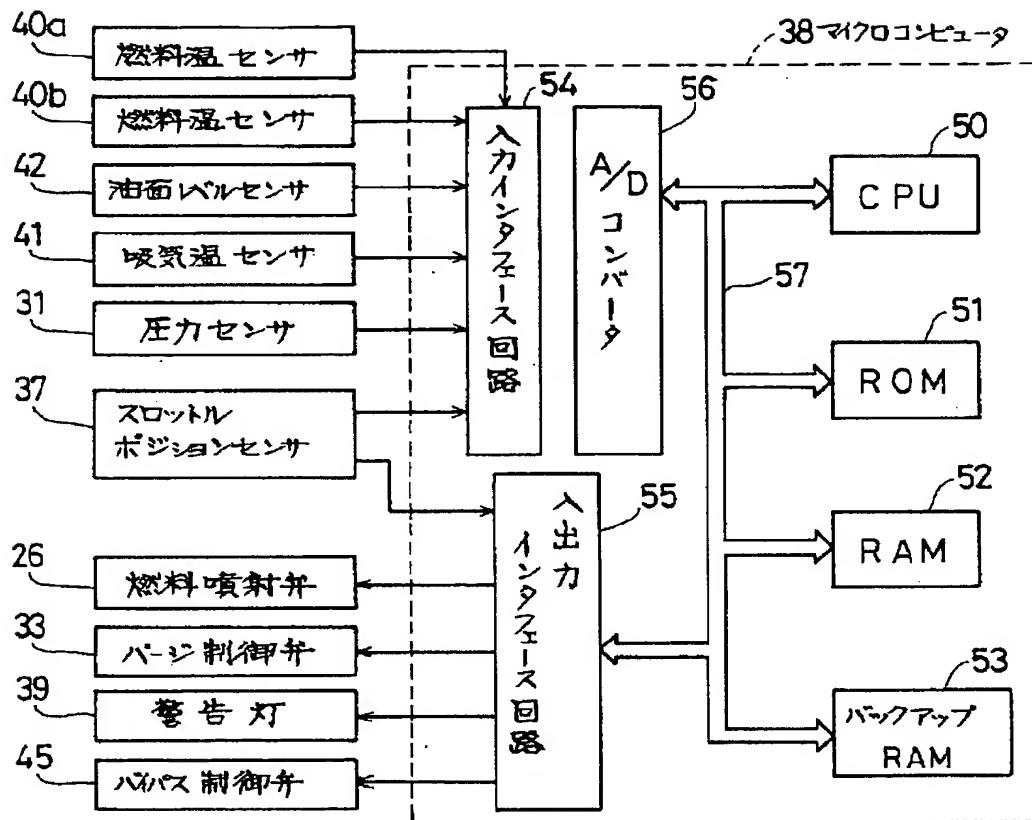 40a
燃料温センサ
40b
燃料温センサ
42
油面レベルセンサ
41
吸気温センサ
31
圧力センサ
37
スロットル
ポジションセンサ
26
燃料噴射弁
33
パージ制御弁
39
警告灯
45
バイパス制御弁
38 マイクロコンピュータ
54
入力インタフェース回路
56
A/D
コンバータ
55
入出力
インタフェース回路
57
50
CPU
51
ROM
52
RAM
53
バックアップ
RAM